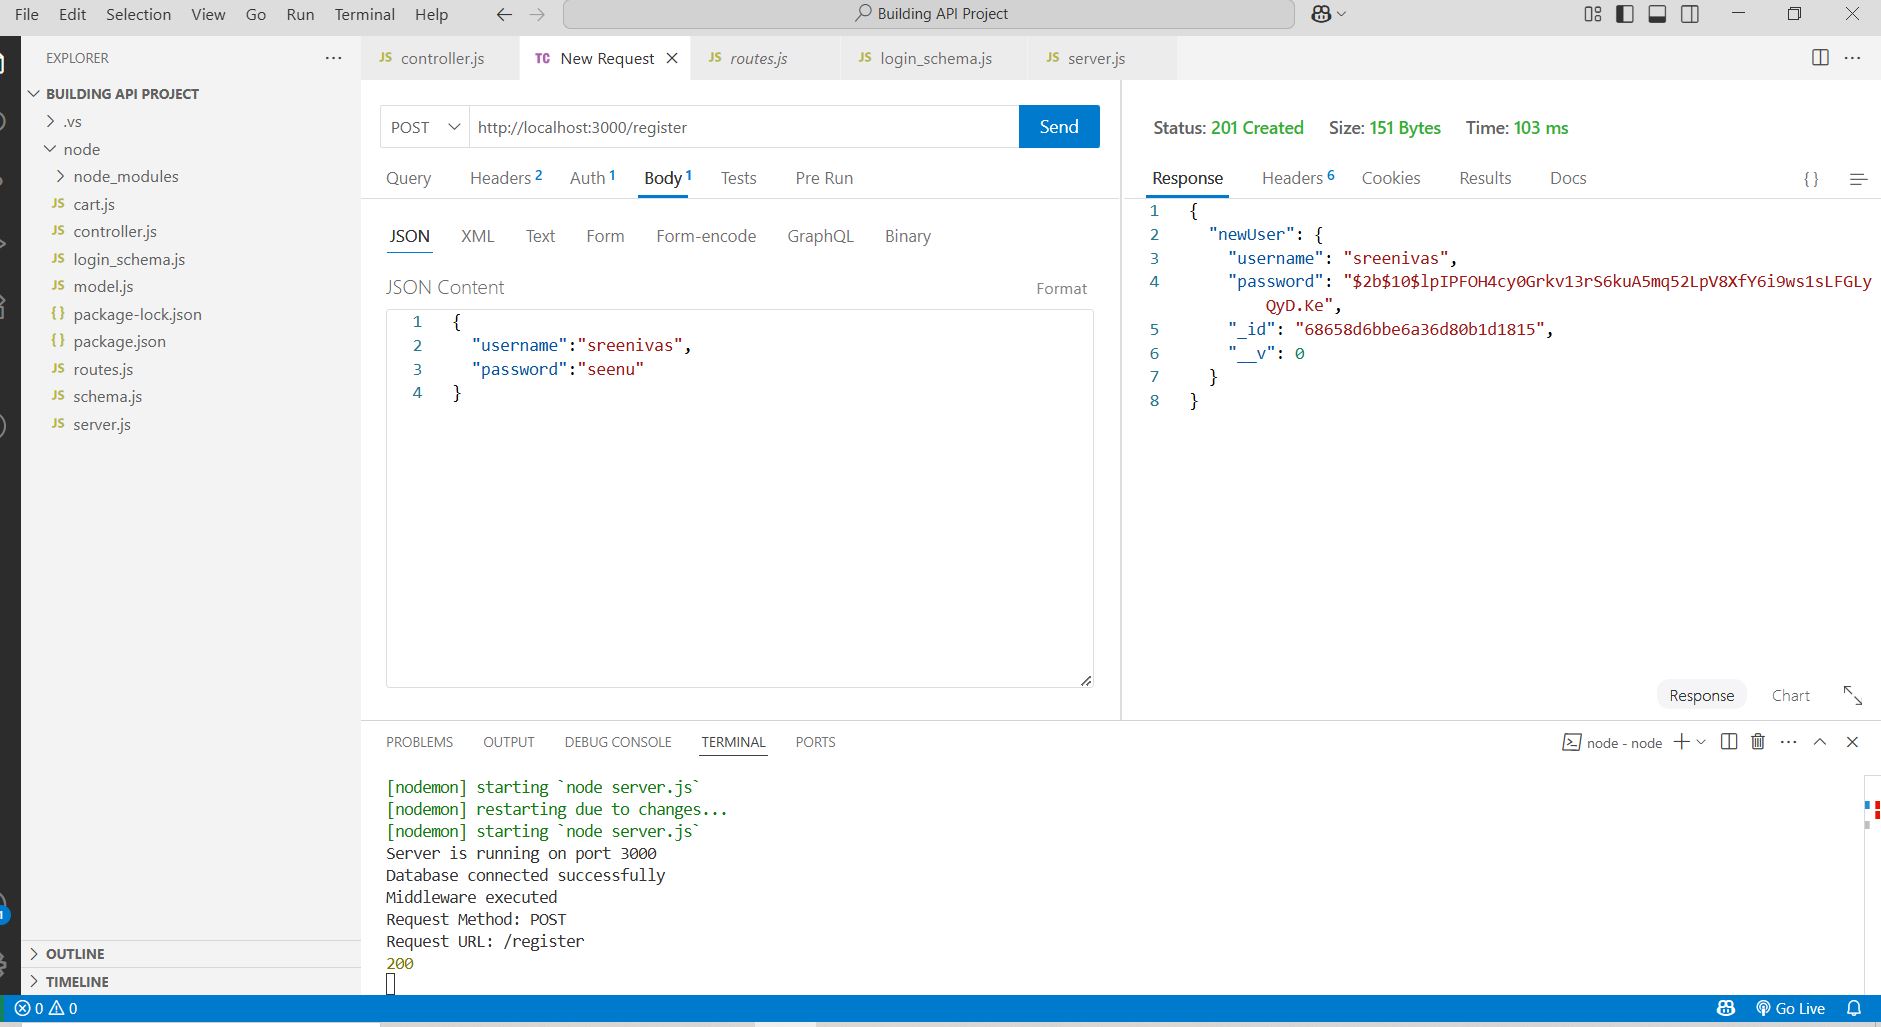 File Edit Selection View Go Run Terminal Help
Building API Project
EXPLORER
BUILDING API PROJECT
.vs
node
node_modules
JS cart.js
JS controller.js
JS login_schema.js
JS model.js
{} package-lock.json
{} package.json
JS routes.js
JS schema.js
JS server.js
OUTLINE
TIMELINE
JS controller.js
TC New Request
JS routes.js
JS login_schema.js
JS server.js
POST http://localhost:3000/register Send
Query Headers 2 Auth 1 Body 1 Tests Pre Run
JSON XML Text Form Form-encode GraphQL Binary
JSON Content Format
1 {
2 "username":"sreenivas",
3 "password":"seenu"
4 }
Status: 201 Created Size: 151 Bytes Time: 103 ms
Response Headers 6 Cookies Results Docs {}
1 {
2 "newUser": {
3 "username": "sreenivas",
4 "password": "$2b$10$lpIPFOH4cy0Grkv13rS6kuA5mq52LpV8XfY6i9ws1sLFGLy
QyD.Ke",
5 "_id": "68658d6bbe6a36d80b1d1815",
6 "__v": 0
7 }
8 }
Response Chart
PROBLEMS OUTPUT DEBUG CONSOLE TERMINAL PORTS
node - node
[nodemon] starting `node server.js`
[nodemon] restarting due to changes...
[nodemon] starting `node server.js`
Server is running on port 3000
Database connected successfully
Middleware executed
Request Method: POST
Request URL: /register
200
0 0
Go Live